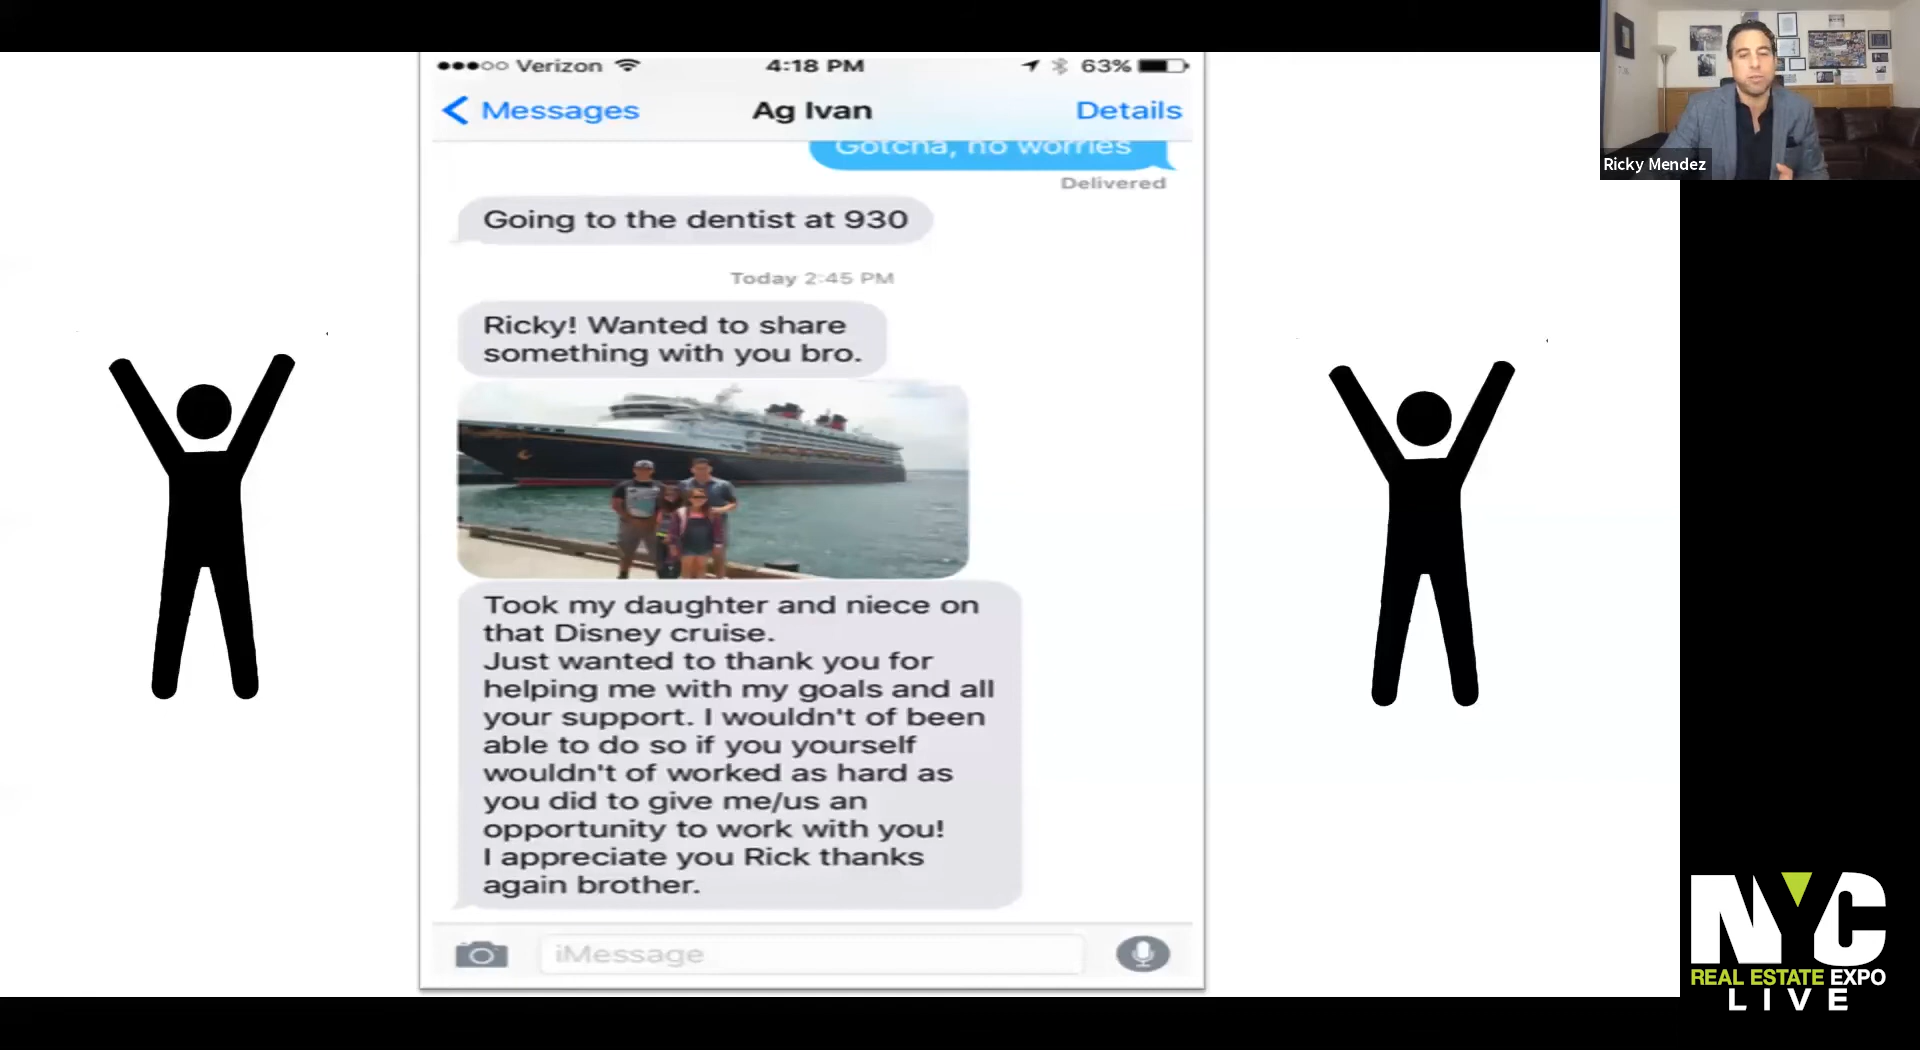 Verizon 4:18 PM 63%
Messages Ag Ivan Details
Gotcha, no worries
Delivered
Going to the dentist at 930
Today 2:45 PM
Ricky! Wanted to share
something with you bro.
Took my daughter and niece on
that Disney cruise.
Just wanted to thank you for
helping me with my goals and all
your support. I wouldn't of been
able to do so if you yourself
wouldn't of worked as hard as
you did to give me/us an
opportunity to work with you!
I appreciate you Rick thanks
again brother.
iMessage
Ricky Mendez
NYC
REAL ESTATE EXPO
LIVE